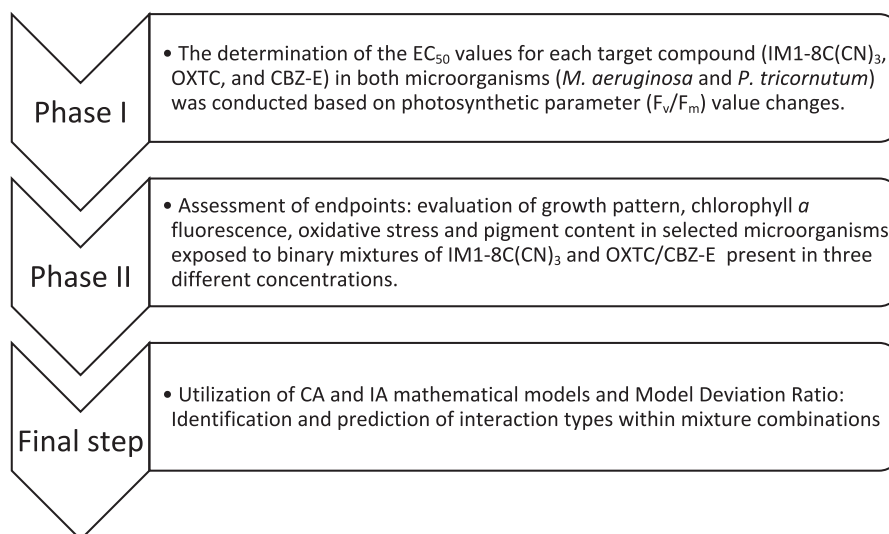 Phase I
• The determination of the EC₅₀ values for each target compound (IM1-8C(CN)₃,
OXTC, and CBZ-E) in both microorganisms (M. aeruginosa and P. tricornutum)
was conducted based on photosynthetic parameter (Fᵥ/Fₘ) value changes.
Phase II
• Assessment of endpoints: evaluation of growth pattern, chlorophyll a
fluorescence, oxidative stress and pigment content in selected microorganisms
exposed to binary mixtures of IM1-8C(CN)₃ and OXTC/CBZ-E present in three
different concentrations.
Final step
• Utilization of CA and IA mathematical models and Model Deviation Ratio:
Identification and prediction of interaction types within mixture combinations